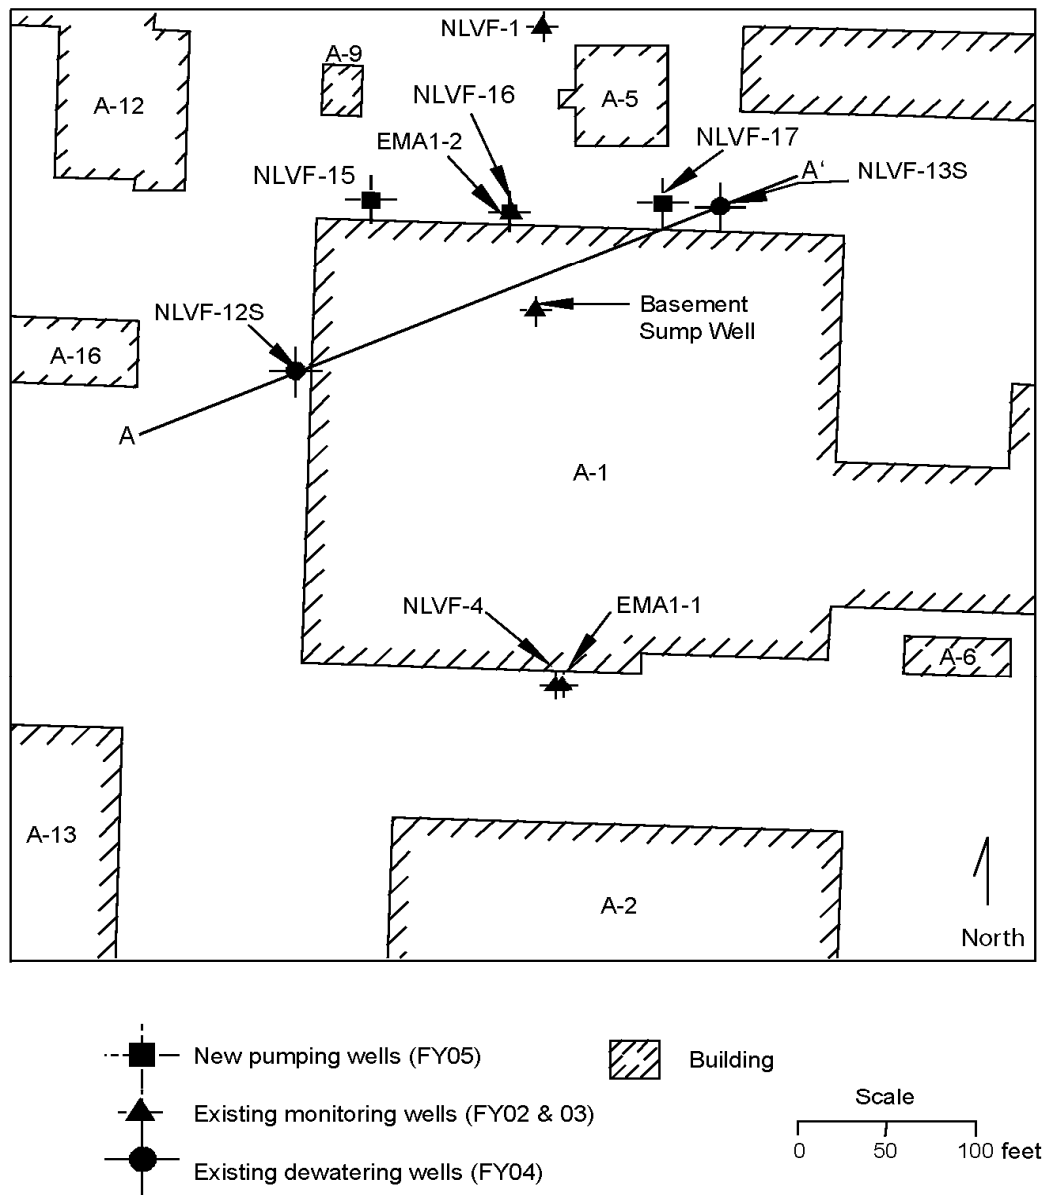 NLVF-1
A-9
A-12
NLVF-16
A-5
EMA1-2
NLVF-17
NLVF-15
A'
NLVF-13S
NLVF-12S
Basement
Sump Well
A-16
A
A-1
NLVF-4
EMA1-1
A-6
A-13
A-2
North
New pumping wells (FY05)
Building
Existing monitoring wells (FY02 & 03)
Scale
0 50 100 feet
Existing dewatering wells (FY04)